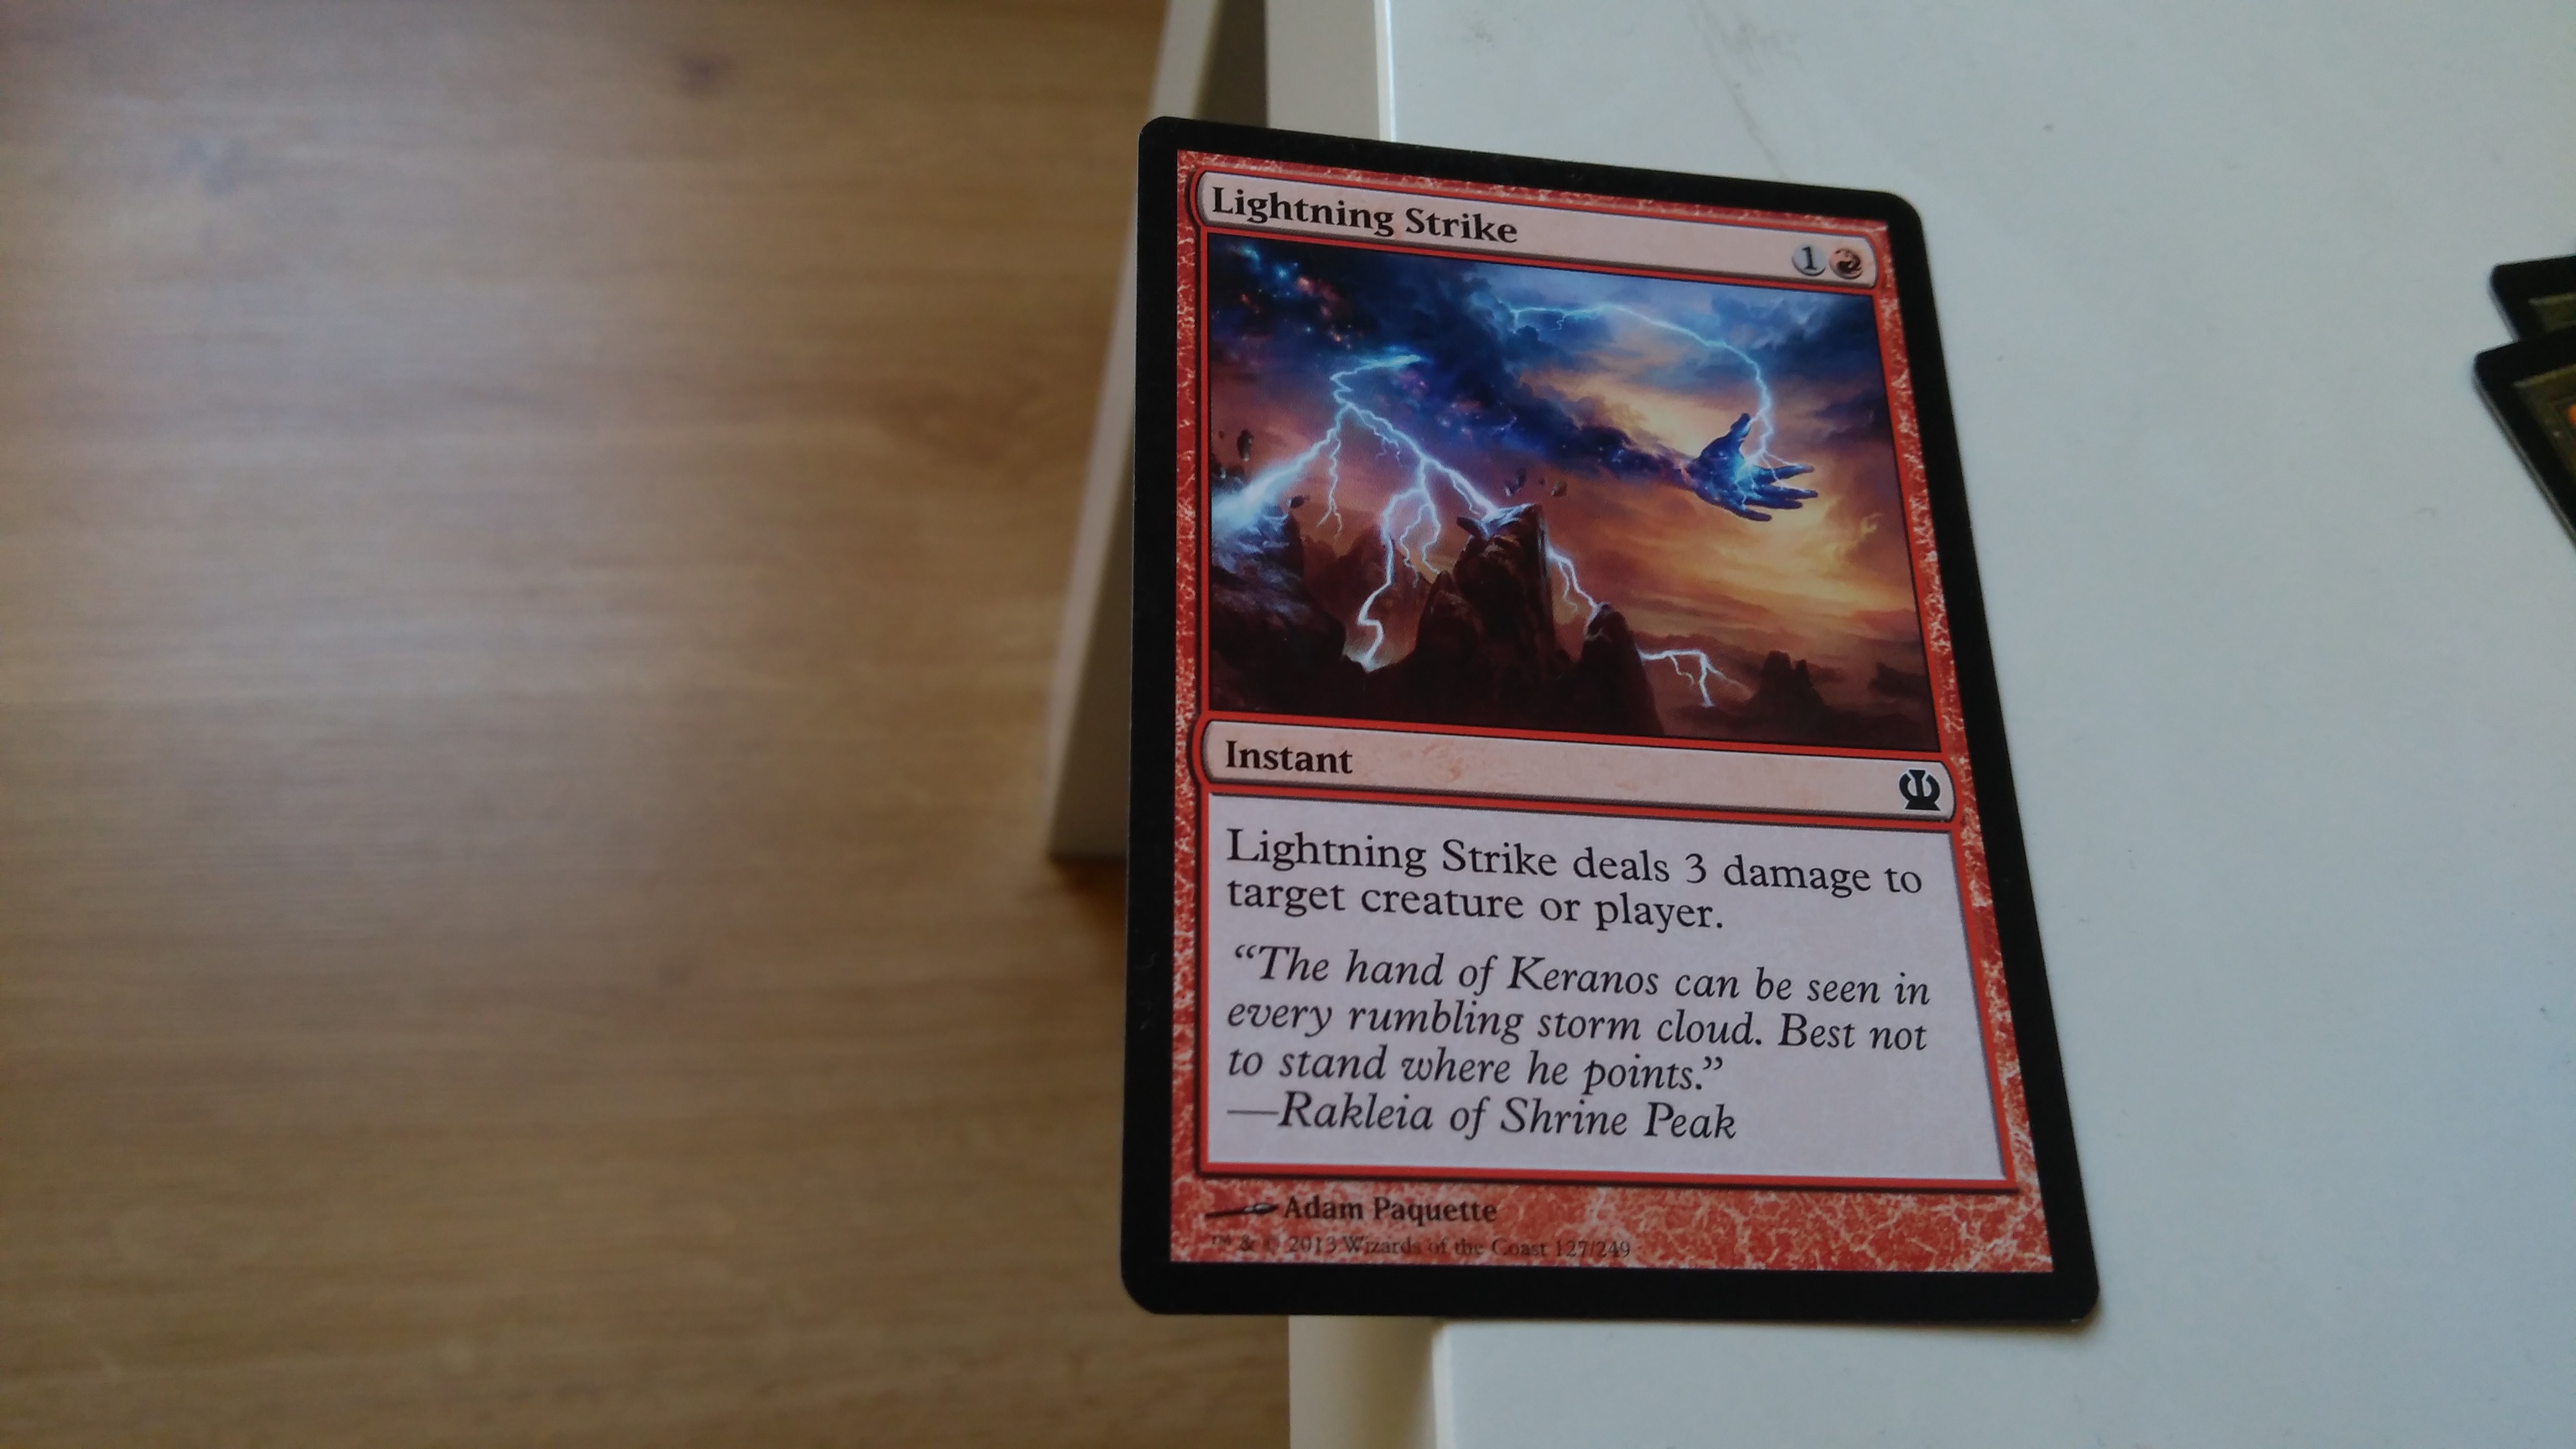 Lightning Strike
1
Instant
Lightning Strike deals 3 damage to
target creature or player.
“The hand of Keranos can be seen in
every rumbling storm cloud. Best not
to stand where he points.”
—Rakleia of Shrine Peak
Adam Paquette
™ & © 2013 Wizards of the Coast 127/249